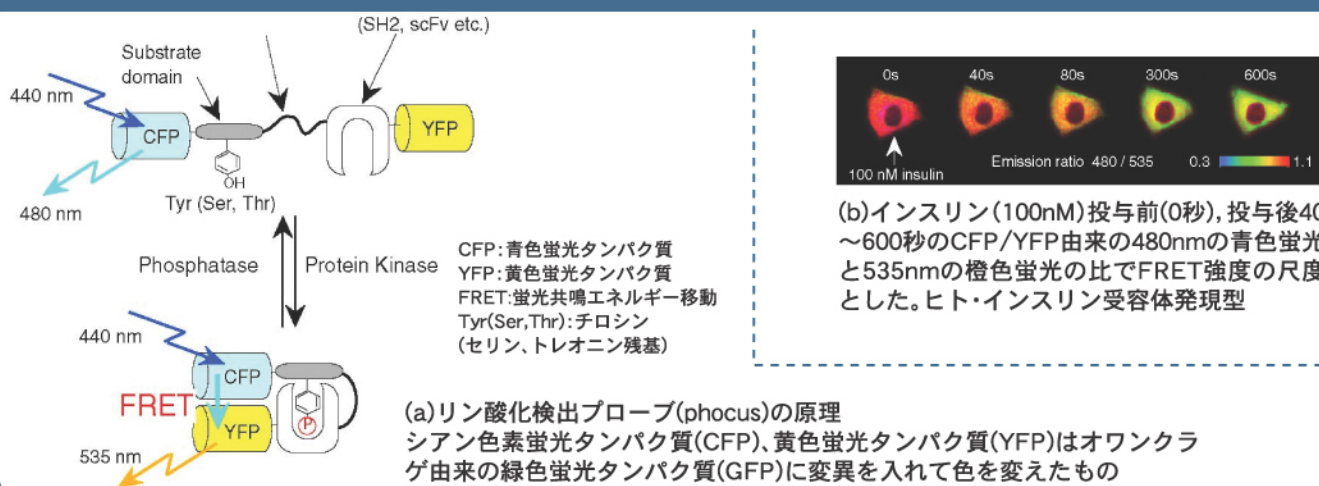 (SH2, scFv etc.)
Substrate
domain
440 nm
CFP
YFP
OH
480 nm
Tyr (Ser, Thr)
Phosphatase
Protein Kinase
CFP:青色蛍光タンパク質
YFP:黄色蛍光タンパク質
FRET:蛍光共鳴エネルギー移動
Tyr(Ser,Thr):チロシン
(セリン、トレオニン残基)
440 nm
CFP
FRET
P
YFP
535 nm
(a)リン酸化検出プローブ(phocus)の原理
シアン色素蛍光タンパク質(CFP)、黄色蛍光タンパク質(YFP)はオワンクラ
ゲ由来の緑色蛍光タンパク質(GFP)に変異を入れて色を変えたもの
0s 40s 80s 300s 600s
100 nM insulin
Emission ratio 480 / 535 0.3 1.1
(b)インスリン(100nM)投与前(0秒),投与後40
~600秒のCFP/YFP由来の480nmの青色蛍光
と535nmの橙色蛍光の比でFRET強度の尺度
とした。ヒト・インスリン受容体発現型